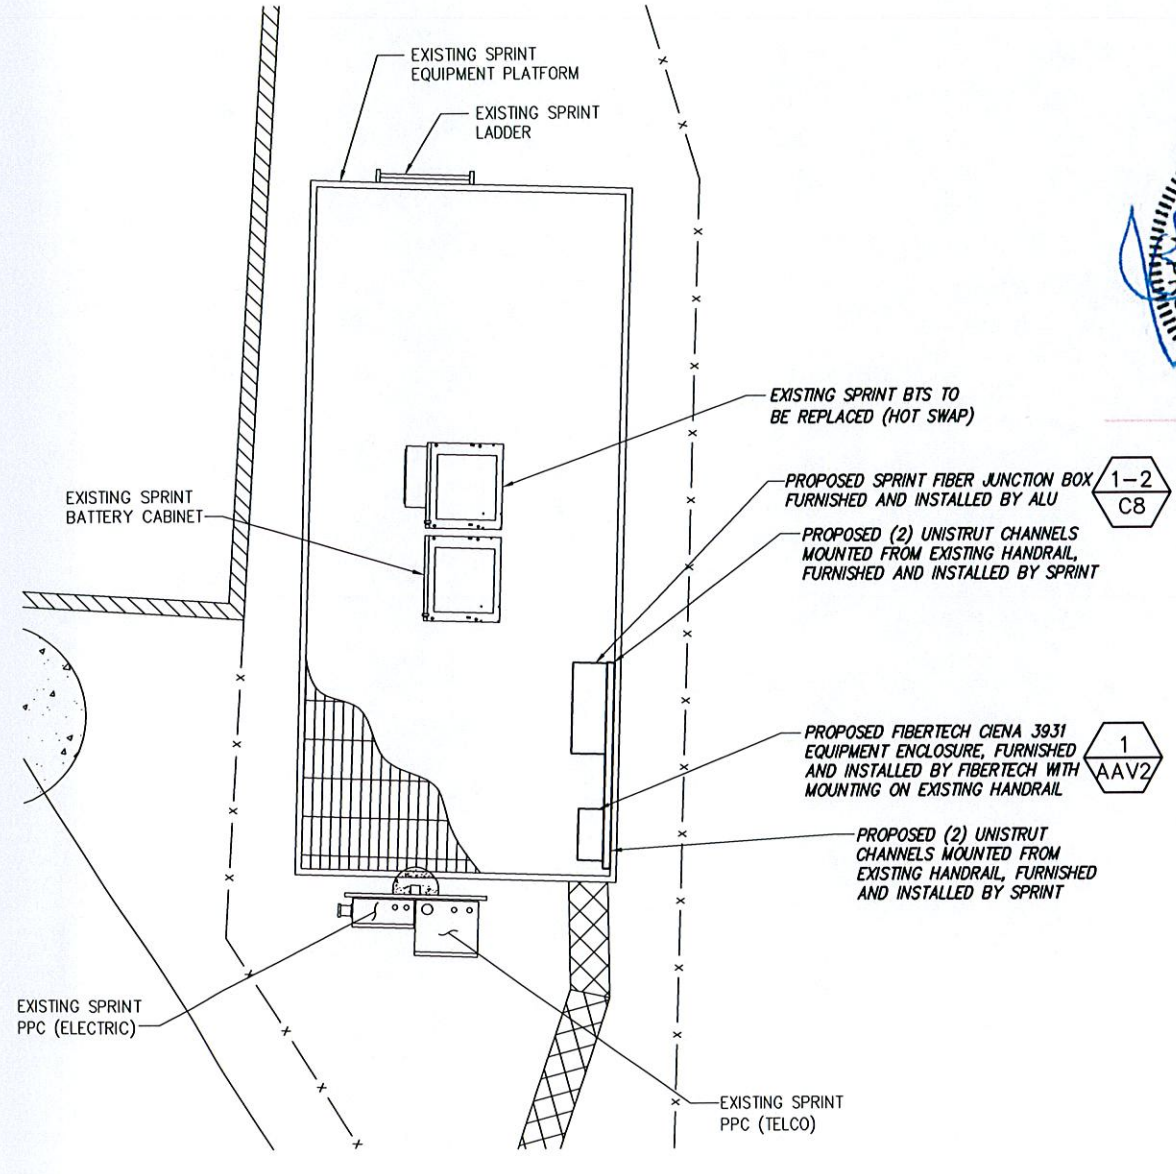 EXISTING SPRINT
EQUIPMENT PLATFORM
EXISTING SPRINT
LADDER
EXISTING SPRINT BTS TO
BE REPLACED (HOT SWAP)
PROPOSED SPRINT FIBER JUNCTION BOX
FURNISHED AND INSTALLED BY ALU
1-2
C8
EXISTING SPRINT
BATTERY CABINET
PROPOSED (2) UNISTRUT CHANNELS
MOUNTED FROM EXISTING HANDRAIL,
FURNISHED AND INSTALLED BY SPRINT
PROPOSED FIBERTECH CIENA 3931
EQUIPMENT ENCLOSURE, FURNISHED
AND INSTALLED BY FIBERTECH WITH
MOUNTING ON EXISTING HANDRAIL
1
AAV2
PROPOSED (2) UNISTRUT
CHANNELS MOUNTED FROM
EXISTING HANDRAIL, FURNISHED
AND INSTALLED BY SPRINT
EXISTING SPRINT
PPC (ELECTRIC)
EXISTING SPRINT
PPC (TELCO)